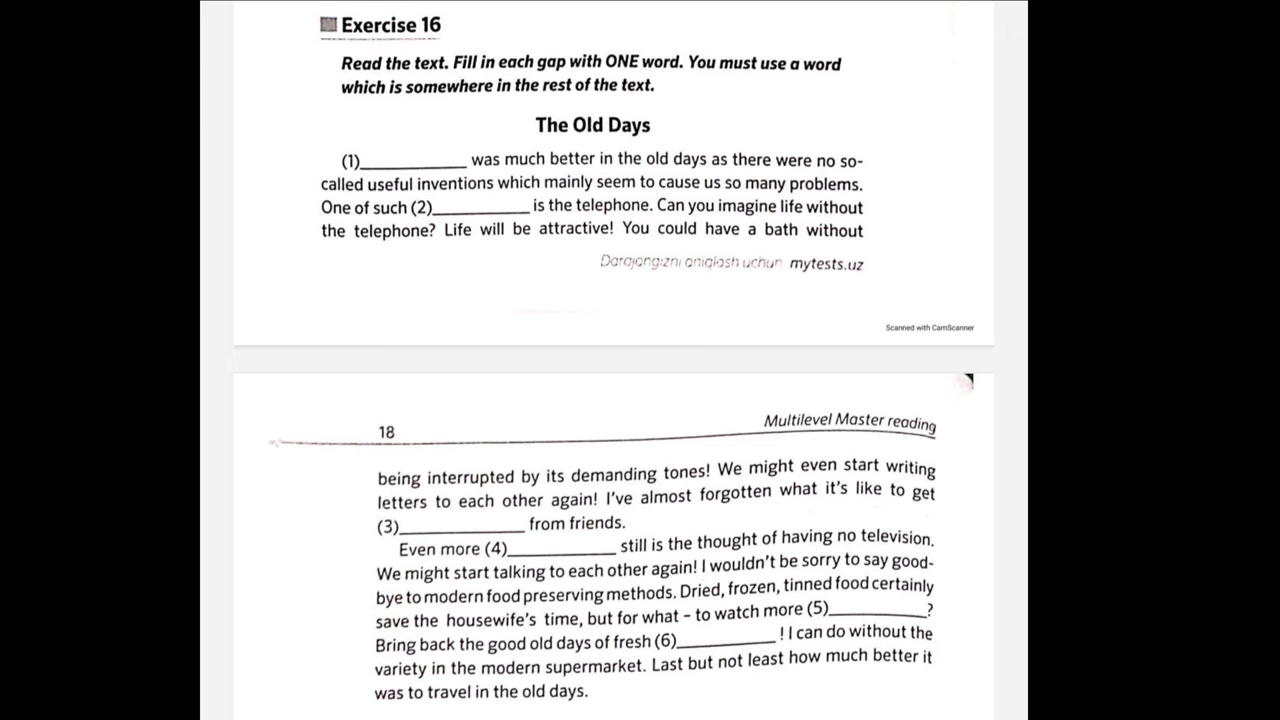 Exercise 16
Read the text. Fill in each gap with ONE word. You must use a word
which is somewhere in the rest of the text.
The Old Days
(1)____________ was much better in the old days as there were no so-
called useful inventions which mainly seem to cause us so many problems.
One of such (2)___________ is the telephone. Can you imagine life without
the telephone? Life will be attractive! You could have a bath without
Darajangizni aniqlash uchun mytests.uz
Scanned with CamScanner
18
Multilevel Master reading
being interrupted by its demanding tones! We might even start writing
letters to each other again! I've almost forgotten what it's like to get
(3)______________ from friends.
Even more (4)____________ still is the thought of having no television.
We might start talking to each other again! I wouldn't be sorry to say good-
bye to modern food preserving methods. Dried, frozen, tinned food certainly
save the housewife's time, but for what – to watch more (5)___________?
Bring back the good old days of fresh (6)___________! I can do without the
variety in the modern supermarket. Last but not least how much better it
was to travel in the old days.